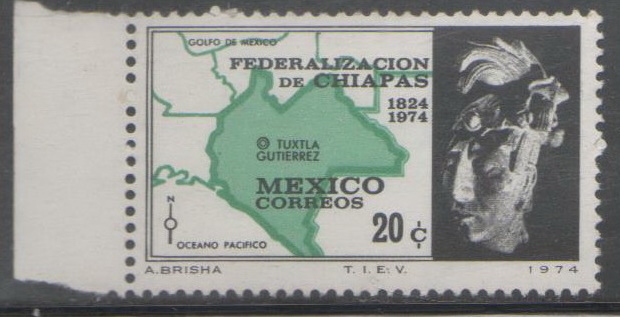 GOLFO DE MEXICO
FEDERALIZACION
DE CHIAPAS
1824
1974
TUXTLA
GUTIERREZ
MEXICO
CORREOS
20 ¢
N
OCEANO PACIFICO
A.BRISHA T. I. E. V. 1974